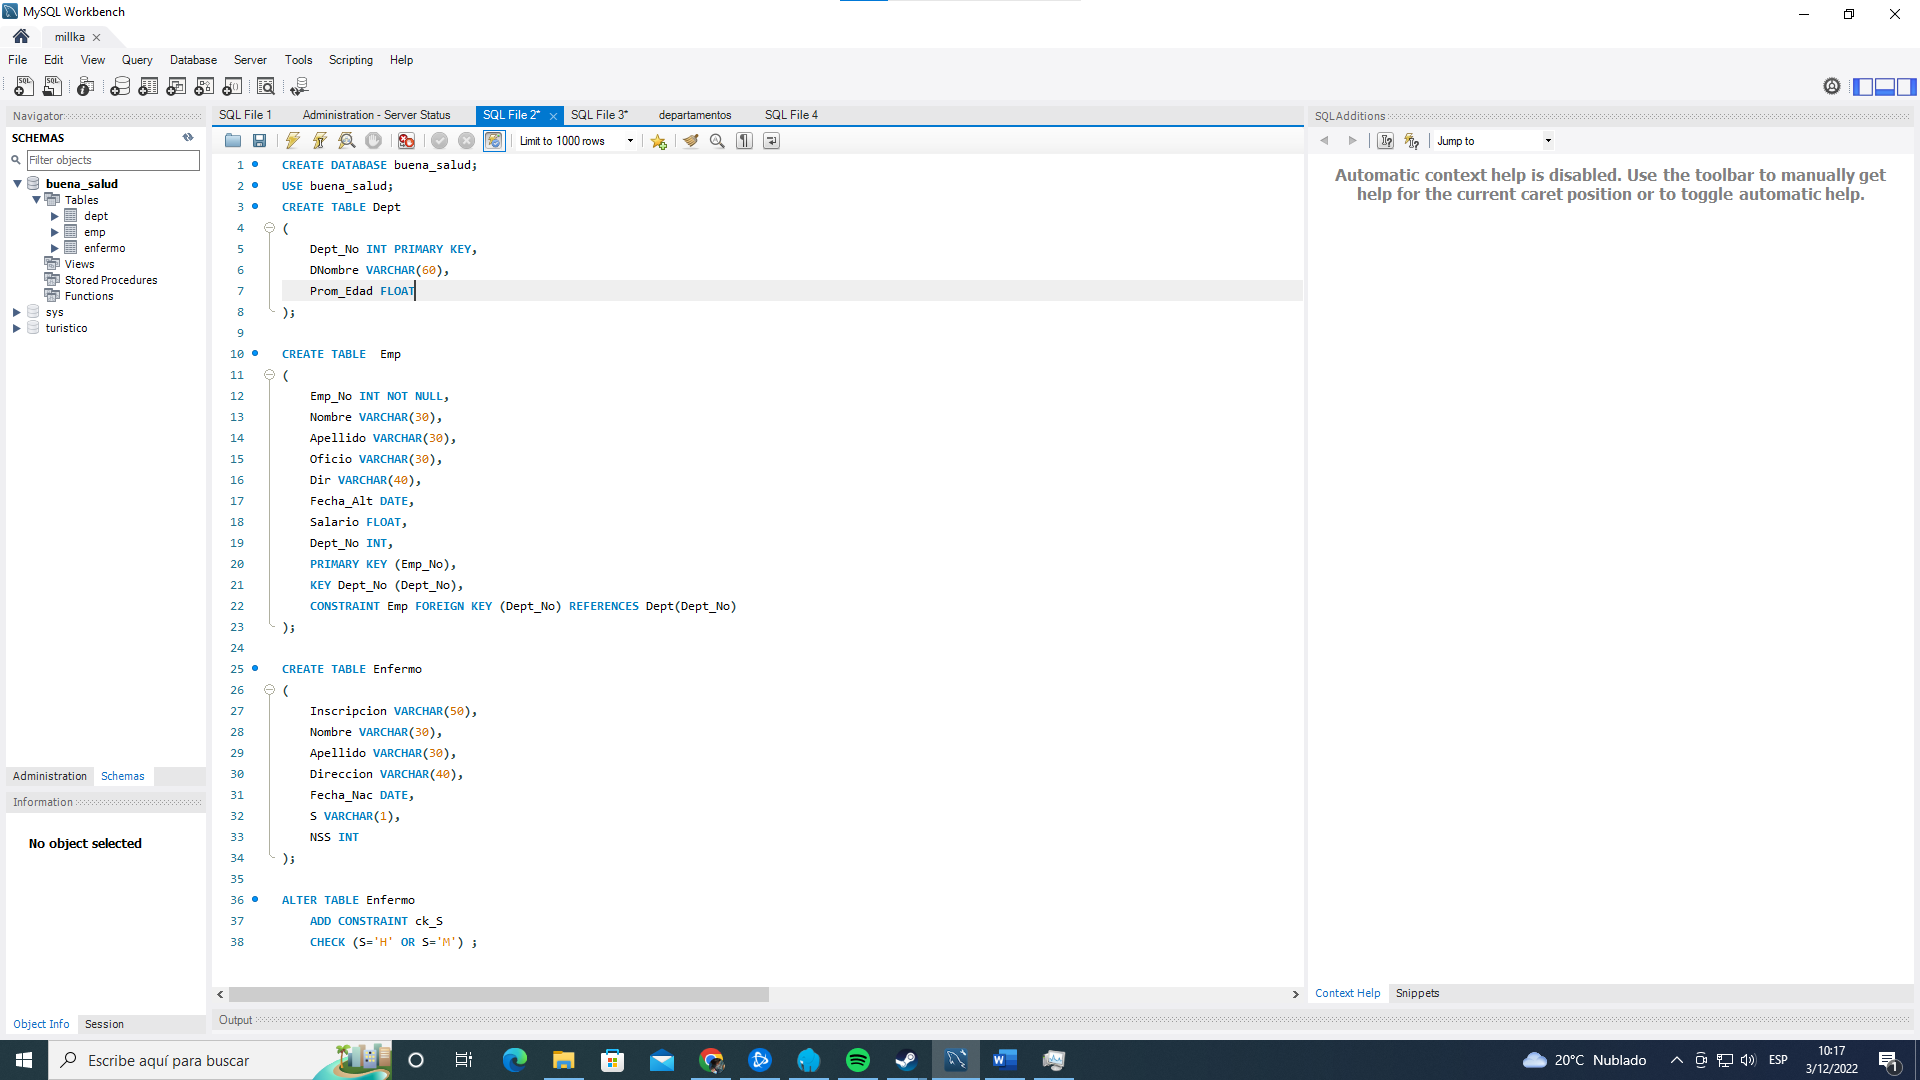 MySQL Workbench
millka
File Edit View Query Database Server Tools Scripting Help
Navigator
SCHEMAS
Filter objects
buena_salud
Tables
dept
emp
enfermo
Views
Stored Procedures
Functions
sys
turistico
Administration Schemas
Information
No object selected
Object Info Session
SQL File 1 Administration - Server Status SQL File 2* SQL File 3* departamentos SQL File 4
Limit to 1000 rows
1 CREATE DATABASE buena_salud;
2 USE buena_salud;
3 CREATE TABLE Dept
4 (
5 Dept_No INT PRIMARY KEY,
6 DNombre VARCHAR(60),
7 Prom_Edad FLOAT
8 );
9
10 CREATE TABLE  Emp
11 (
12 Emp_No INT NOT NULL,
13 Nombre VARCHAR(30),
14 Apellido VARCHAR(30),
15 Oficio VARCHAR(30),
16 Dir VARCHAR(40),
17 Fecha_Alt DATE,
18 Salario FLOAT,
19 Dept_No INT,
20 PRIMARY KEY (Emp_No),
21 KEY Dept_No (Dept_No),
22 CONSTRAINT Emp FOREIGN KEY (Dept_No) REFERENCES Dept(Dept_No)
23 );
24
25 CREATE TABLE Enfermo
26 (
27 Inscripcion VARCHAR(50),
28 Nombre VARCHAR(30),
29 Apellido VARCHAR(30),
30 Direccion VARCHAR(40),
31 Fecha_Nac DATE,
32 S VARCHAR(1),
33 NSS INT
34 );
35
36 ALTER TABLE Enfermo
37 ADD CONSTRAINT ck_S
38 CHECK (S='H' OR S='M') ;
Output
SQLAdditions
Jump to
Automatic context help is disabled. Use the toolbar to manually get
help for the current caret position or to toggle automatic help.
Context Help Snippets
Escribe aquí para buscar
20°C Nublado
ESP
10:17
3/12/2022
1